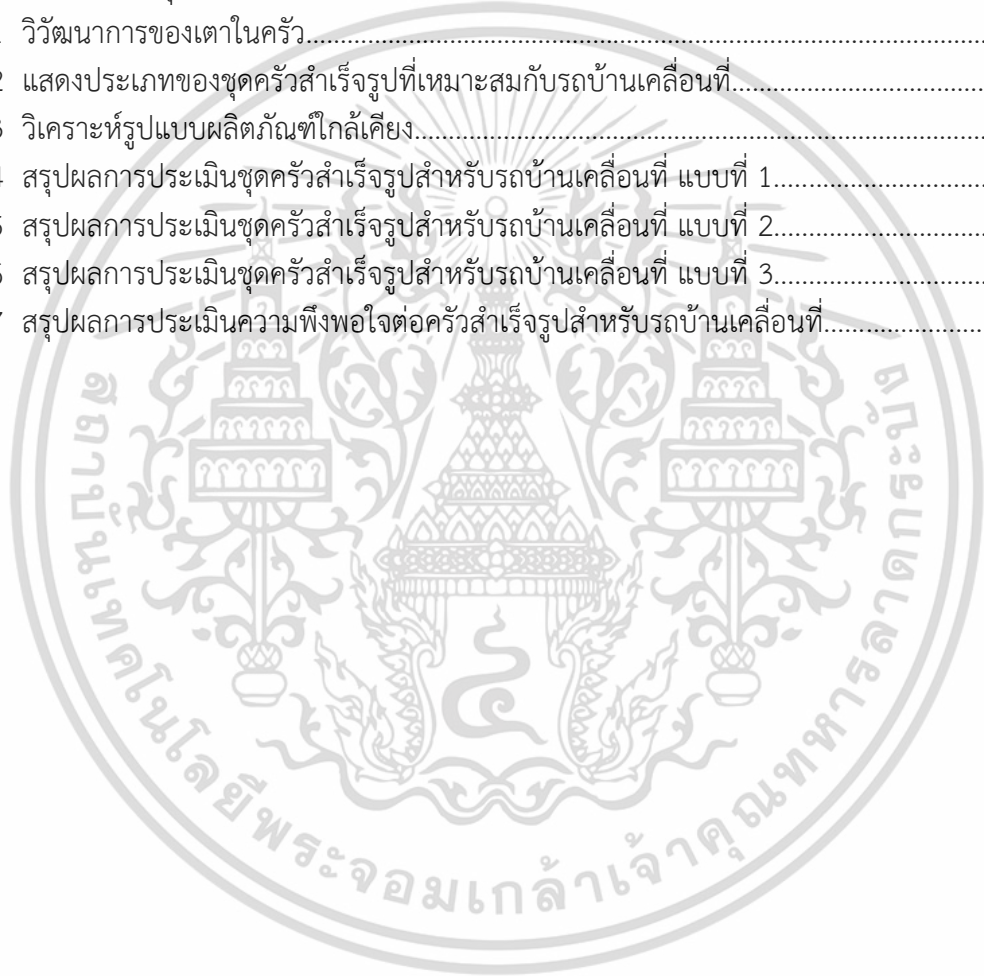 วิวัฒนาการของเตาในครัว
2 แสดงประเภทของชุดครัวสำเร็จรูปที่เหมาะสมกับรถบ้านเคลื่อนที่
3 วิเคราะห์รูปแบบผลิตภัณฑ์ใกล้เคียง
4 สรุปผลการประเมินชุดครัวสำเร็จรูปสำหรับรถบ้านเคลื่อนที่ แบบที่ 1
5 สรุปผลการประเมินชุดครัวสำเร็จรูปสำหรับรถบ้านเคลื่อนที่ แบบที่ 2
6 สรุปผลการประเมินชุดครัวสำเร็จรูปสำหรับรถบ้านเคลื่อนที่ แบบที่ 3
7 สรุปผลการประเมินความพึงพอใจต่อครัวสำเร็จรูปสำหรับรถบ้านเคลื่อนที่
สถาบันเทคโนโลยีพระจอมเกล้าเจ้าคุณทหารลาดกระบัง